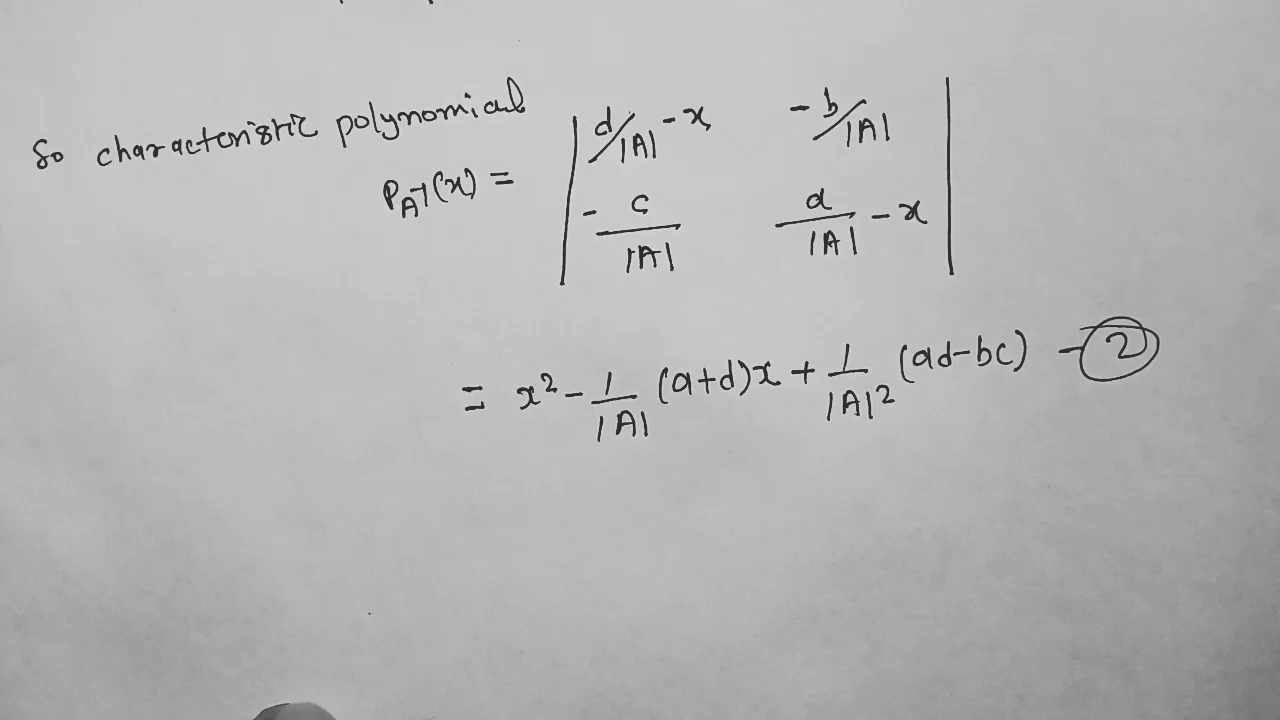 So characteristic polynomial
P_{A^{-1}}(x) = | d/|A| - x   - b/|A| |
| - c/|A|   a/|A| - x |
= x² - 1/|A| (a+d)x + 1/|A|² (ad-bc) - ②